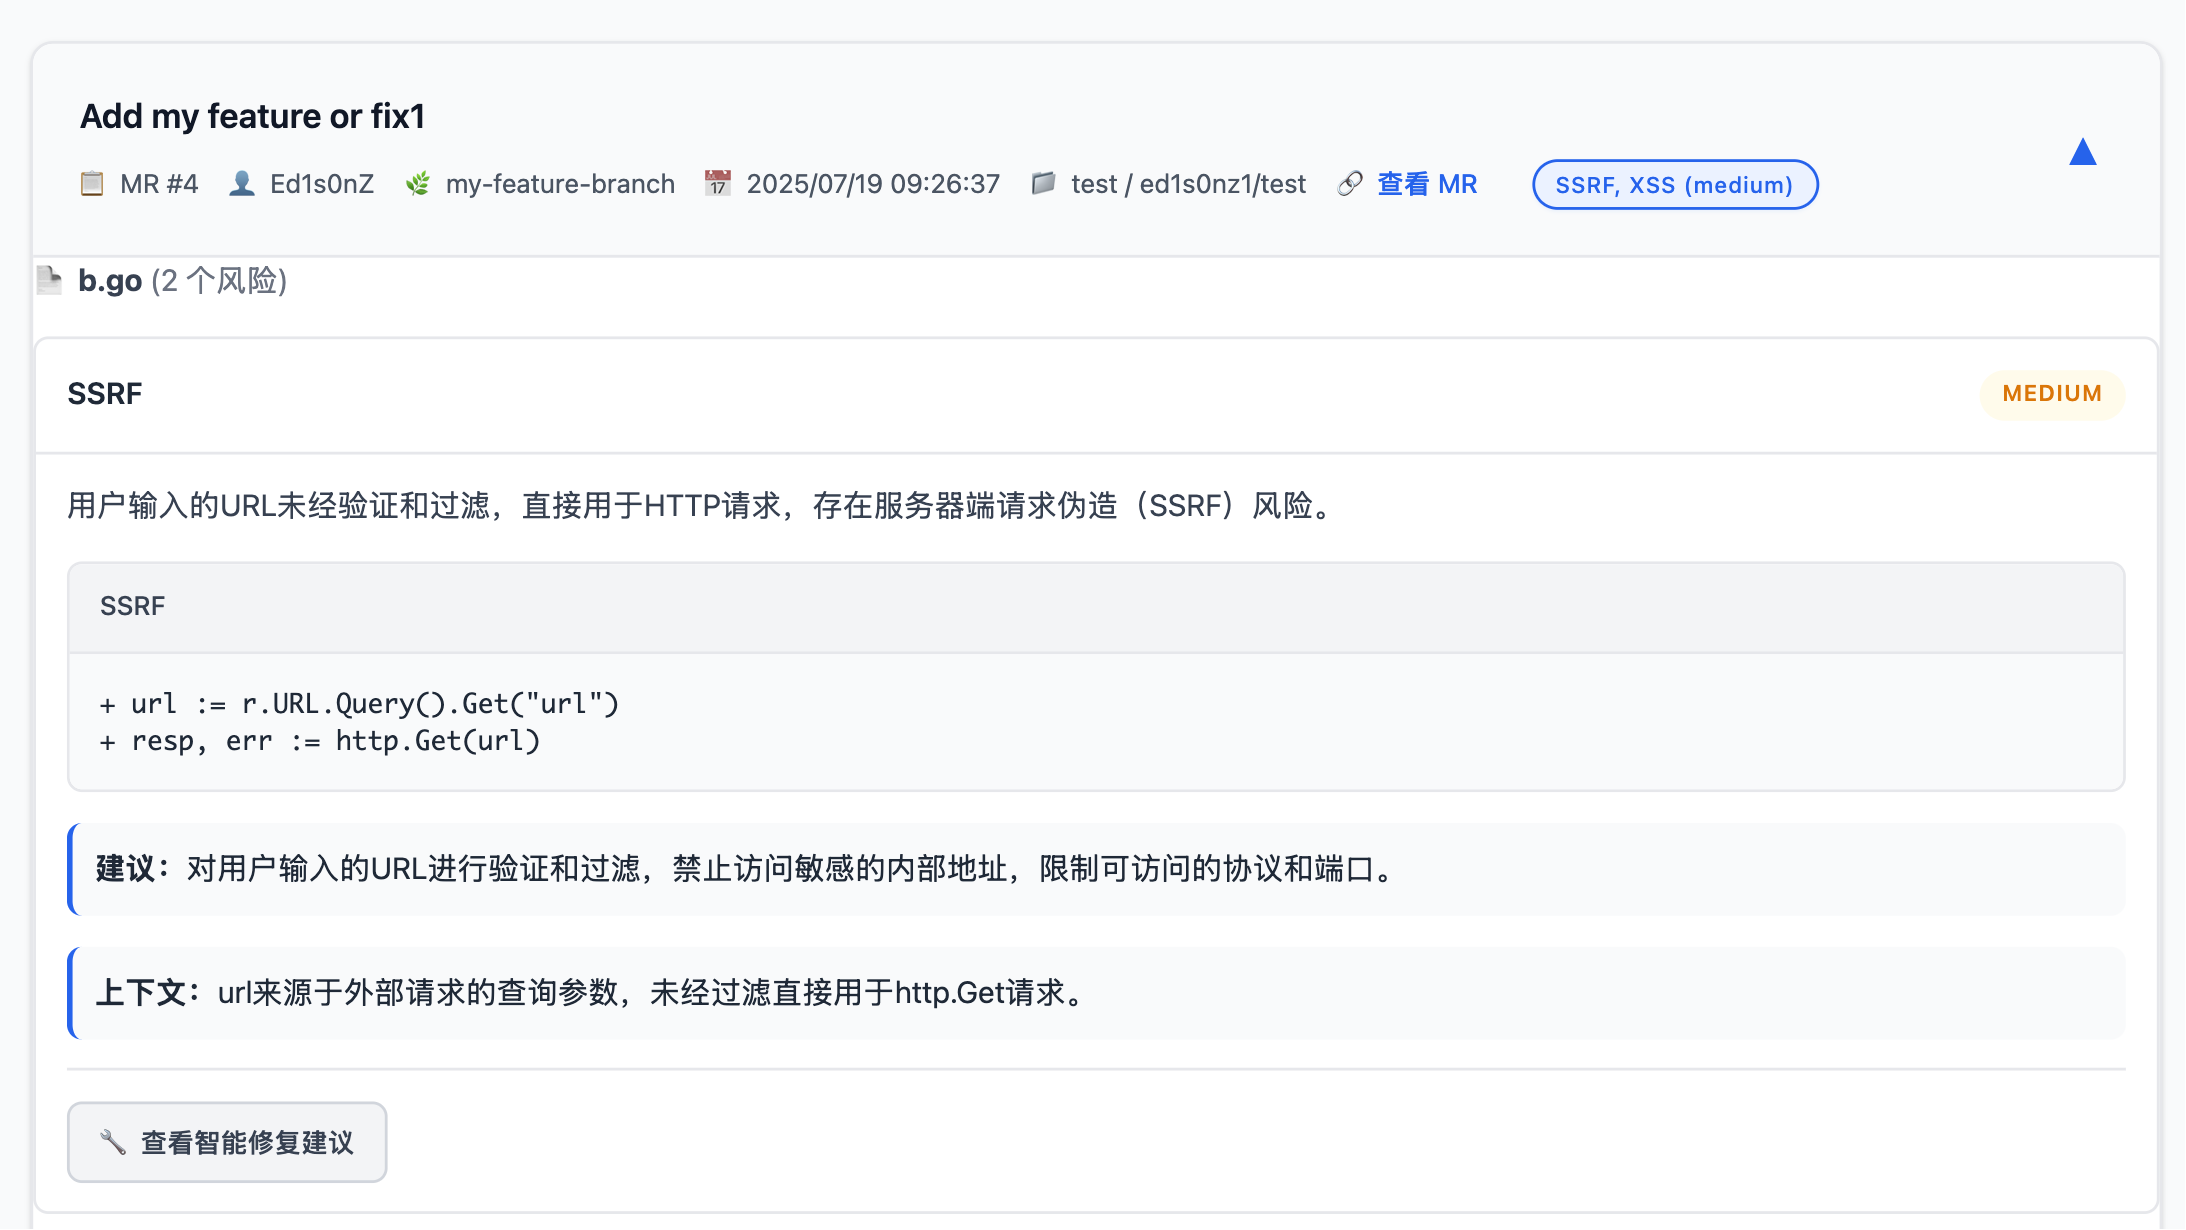 Add my feature or fix1
MR #4 Ed1s0nZ my-feature-branch 2025/07/19 09:26:37 test / ed1s0nz1/test 查看 MR SSRF, XSS (medium)
b.go (2 个风险)
SSRF MEDIUM
用户输入的URL未经验证和过滤，直接用于HTTP请求，存在服务器端请求伪造（SSRF）风险。
SSRF
+ url := r.URL.Query().Get("url")
+ resp, err := http.Get(url)
建议：对用户输入的URL进行验证和过滤，禁止访问敏感的内部地址，限制可访问的协议和端口。
上下文：url来源于外部请求的查询参数，未经过滤直接用于http.Get请求。
查看智能修复建议